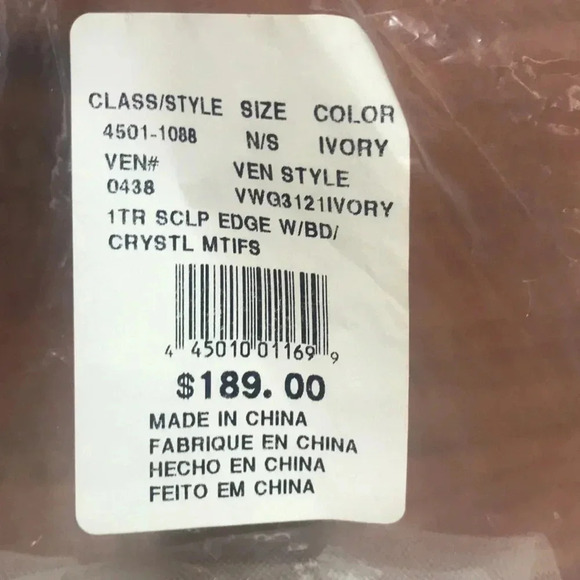 CLASS/STYLE SIZE COLOR
4501-1088 N/S IVORY
VEN# VEN STYLE
0438 VWG3121IVORY
1TR SCLP EDGE W/BD/
CRYSTL MTIFS
4 45010 01169 9
$189.00
MADE IN CHINA
FABRIQUE EN CHINA
HECHO EN CHINA
FEITO EM CHINA